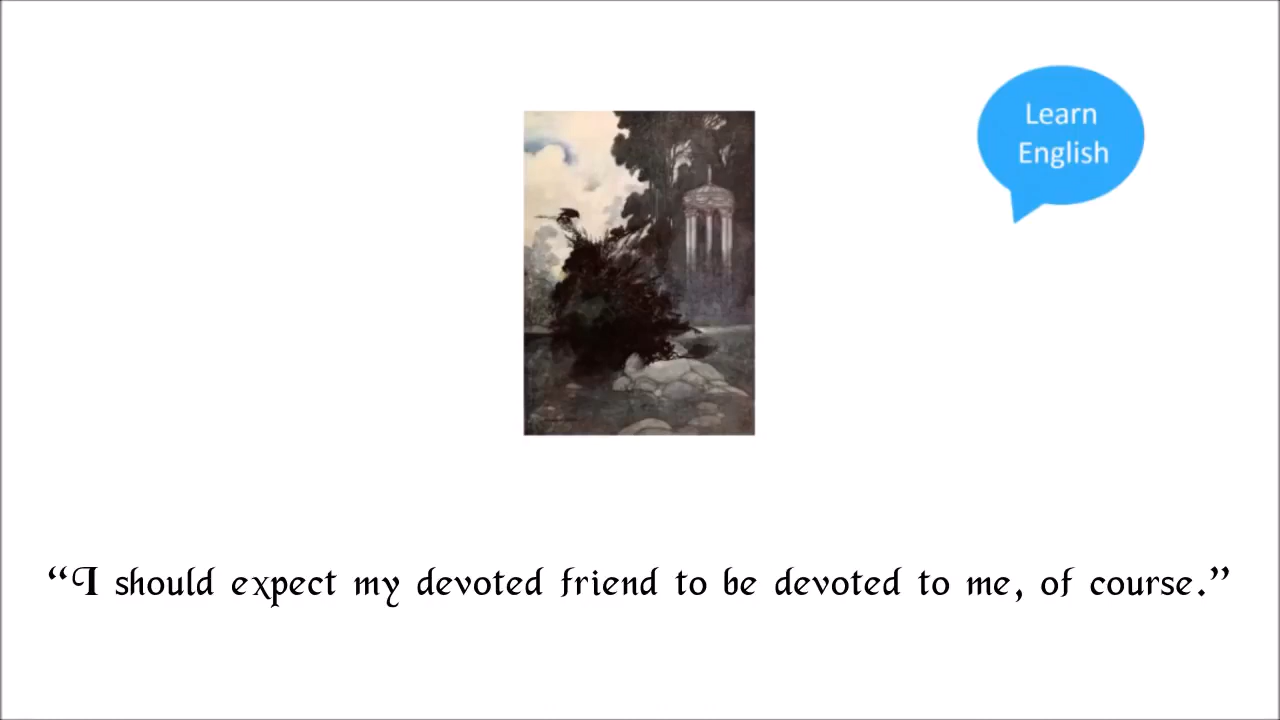 Learn
English
“I should expect my devoted friend to be devoted to me, of course.”